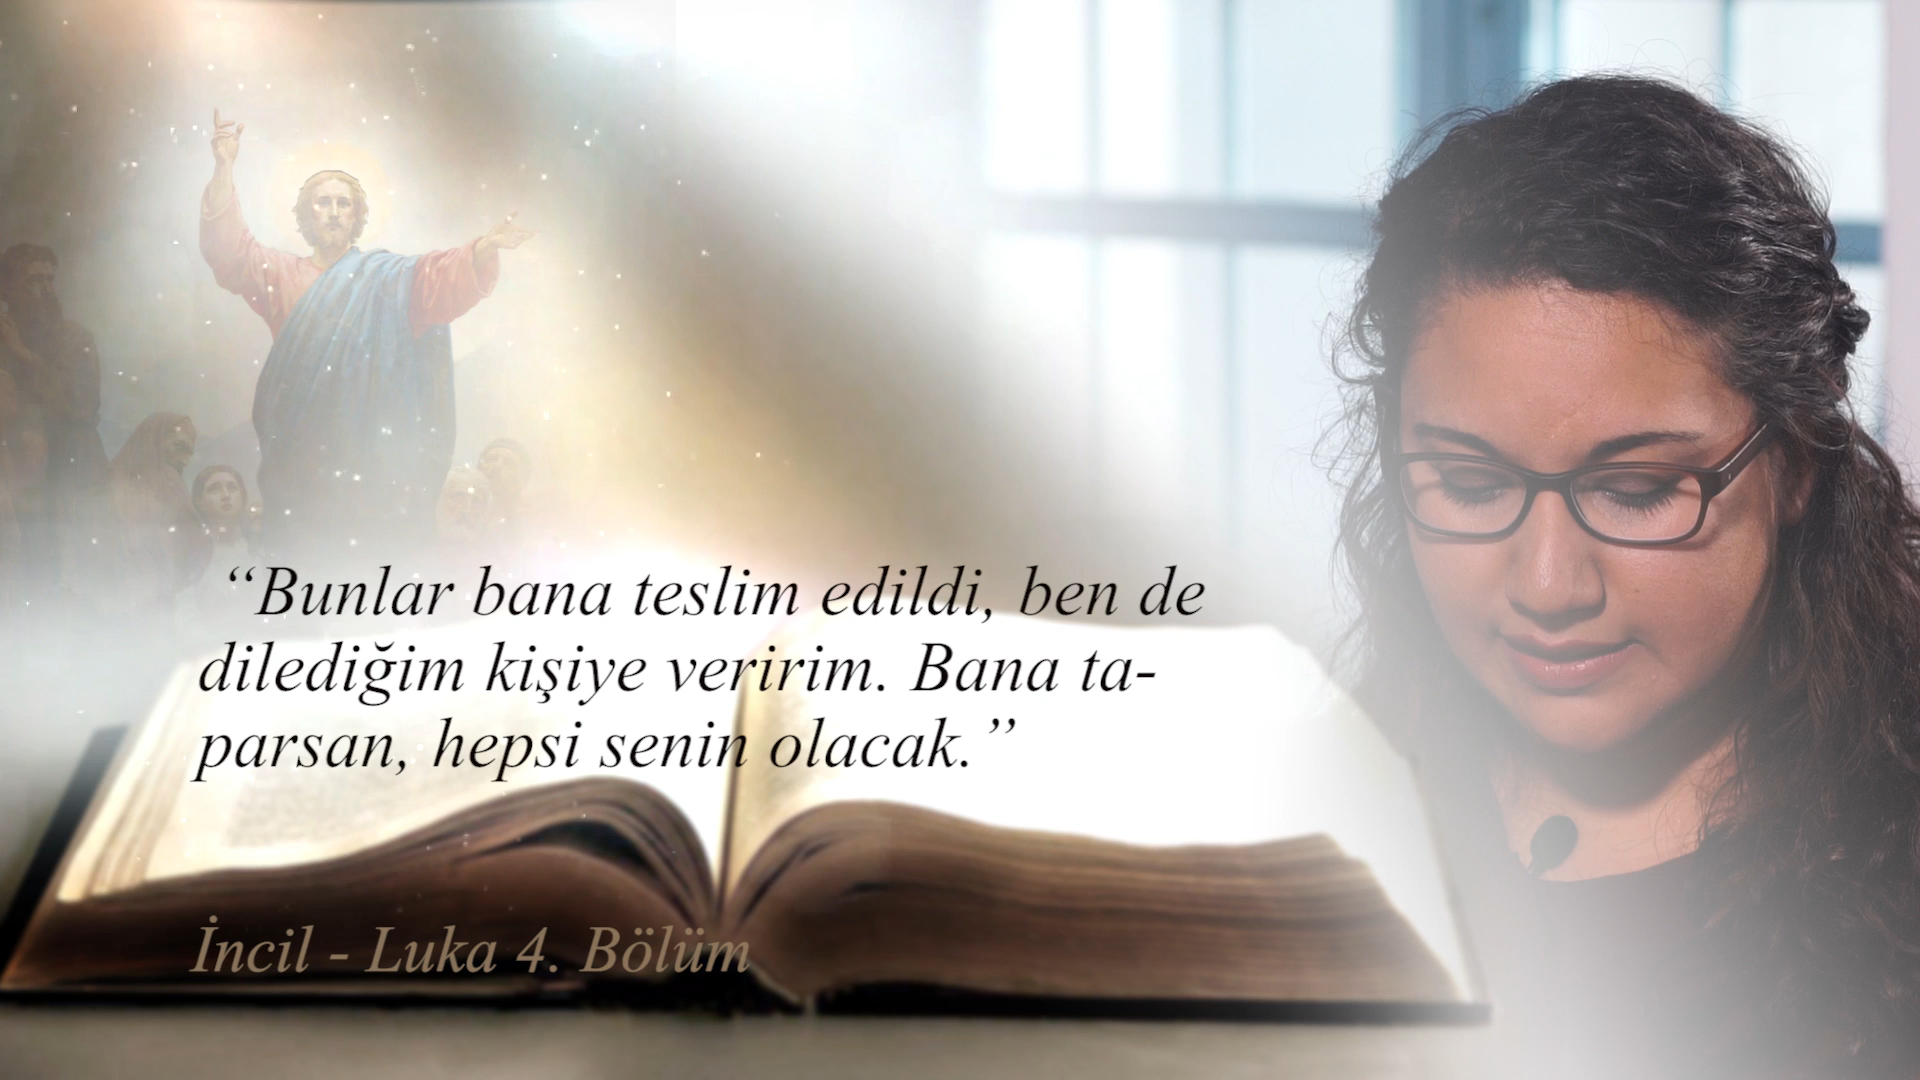 “Bunlar bana teslim edildi, ben de
dilediğim kişiye veririm. Bana ta-
parsan, hepsi senin olacak.”
İncil - Luka 4. Bölüm